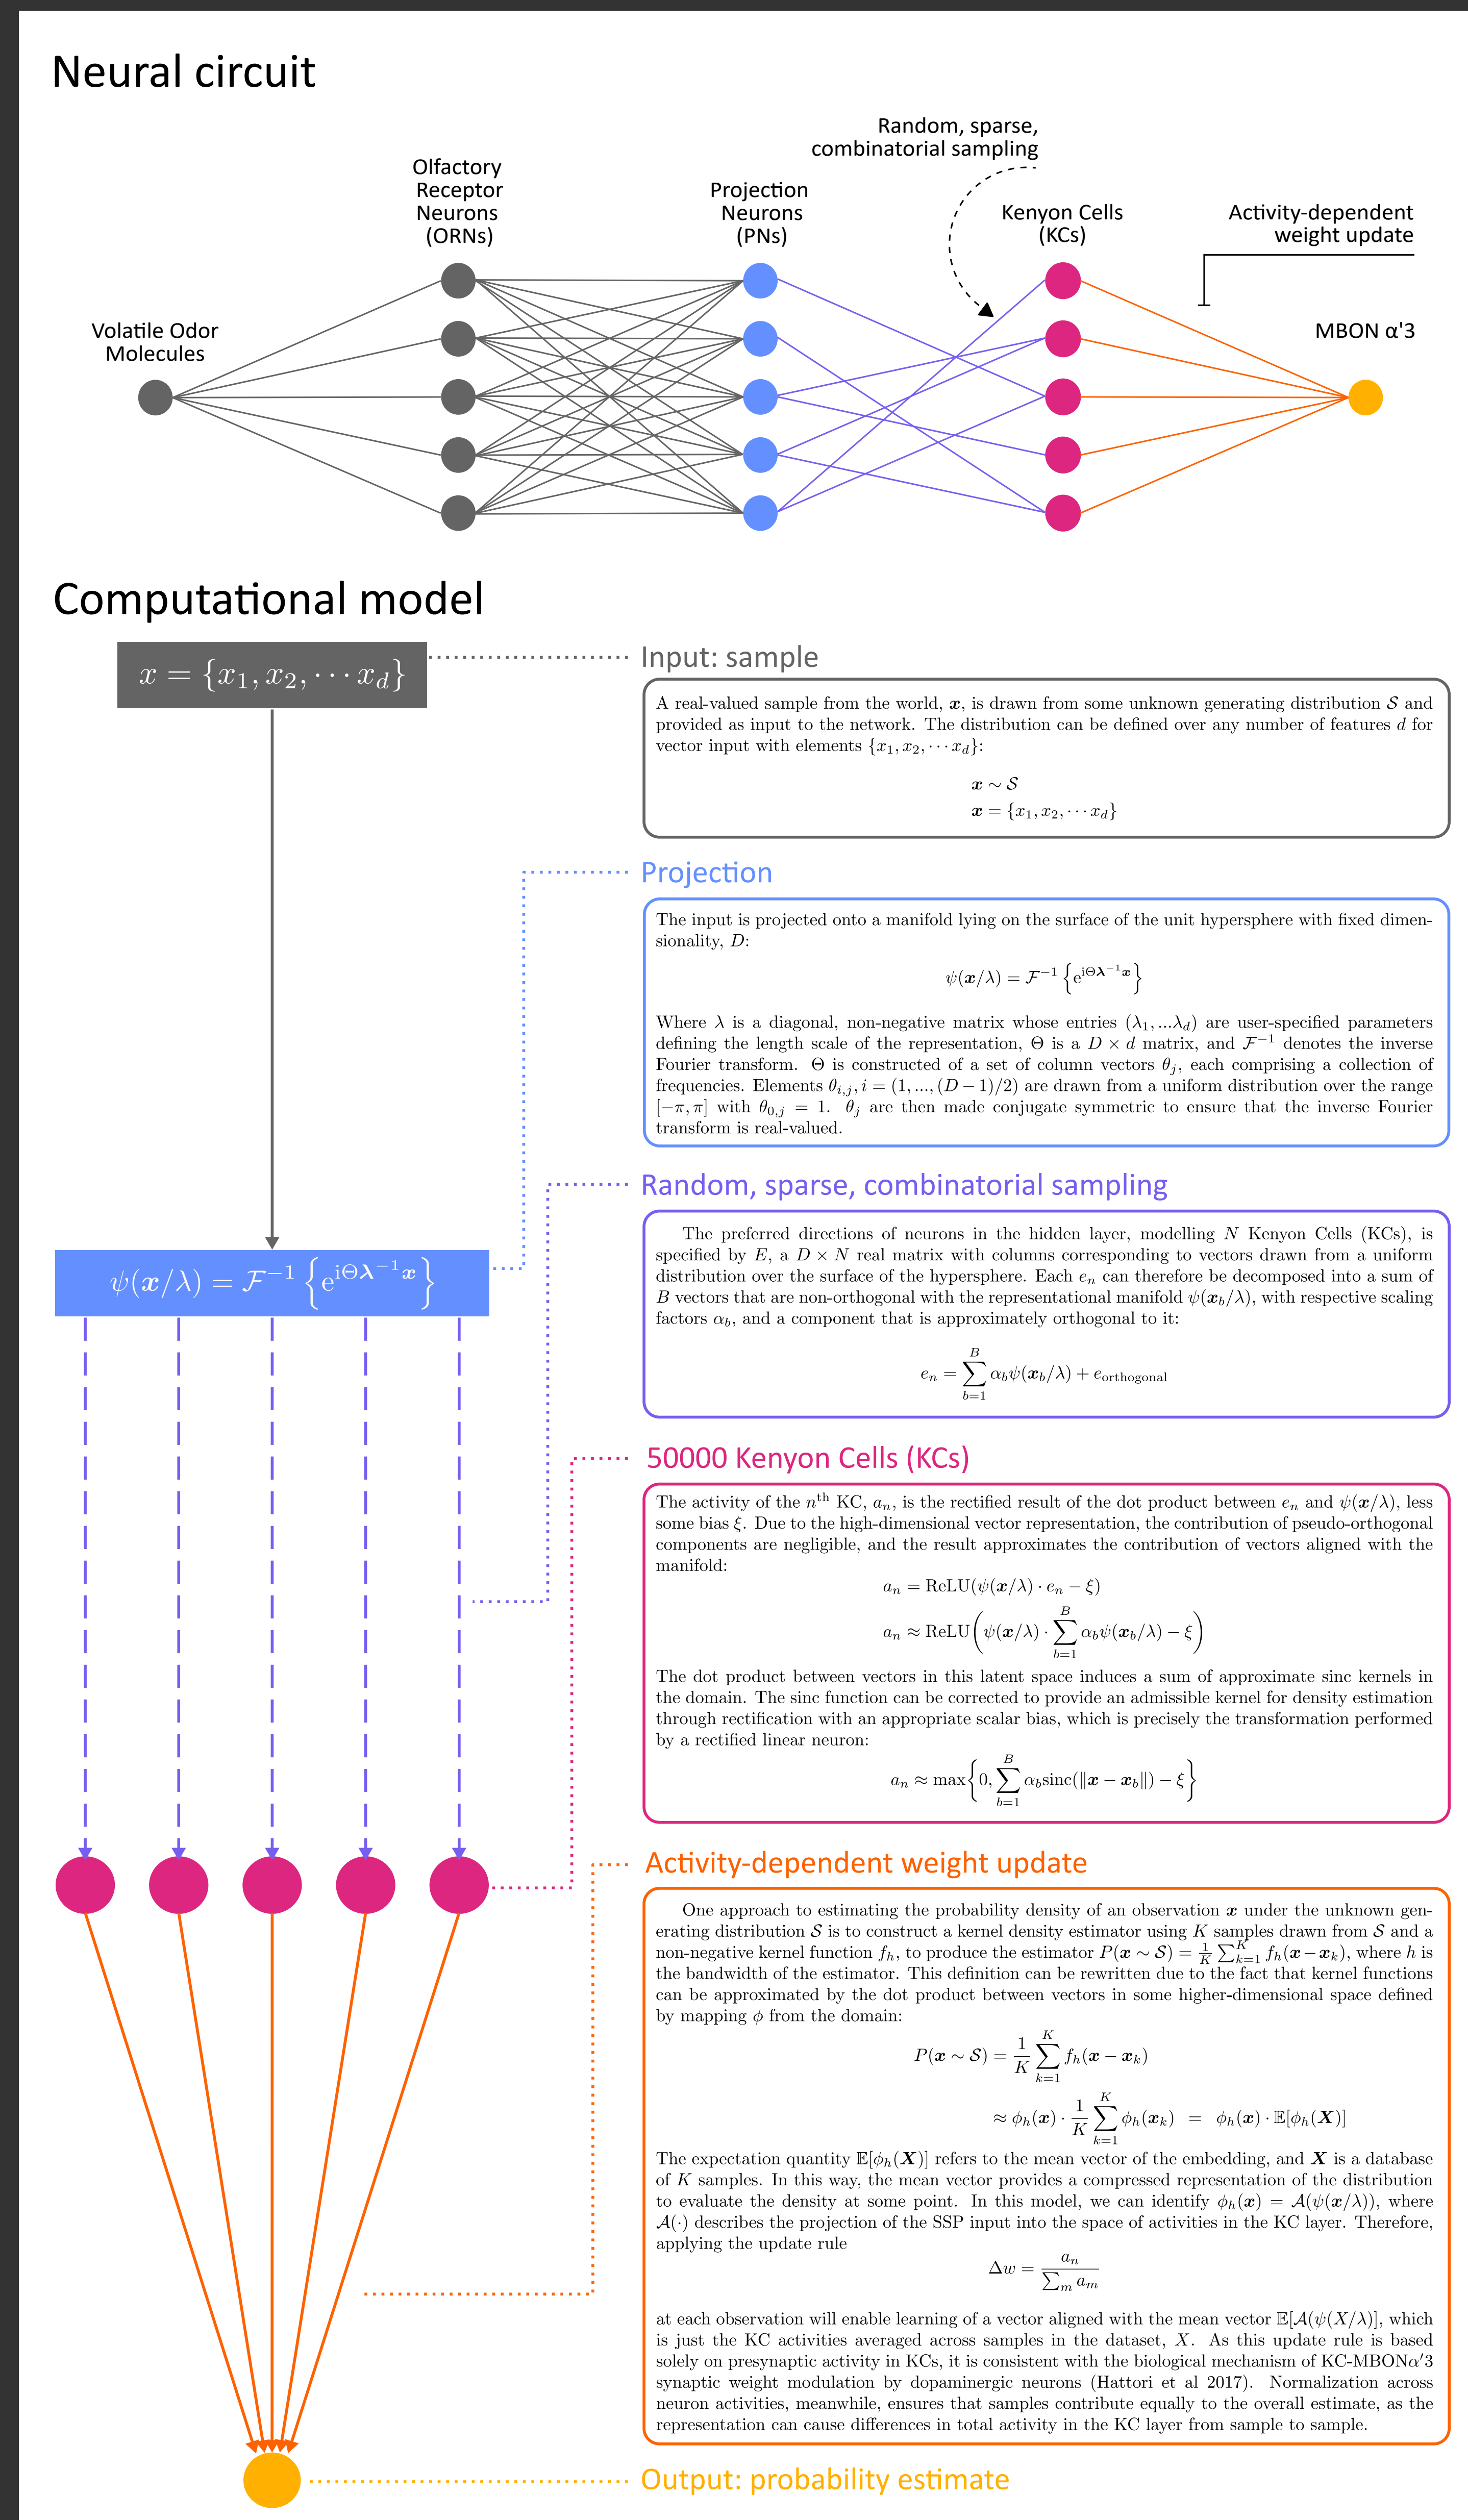 Neural circuit
Random, sparse,
combinatorial sampling
Olfactory
Receptor
Neurons
(ORNs)
Projection
Neurons
(PNs)
Kenyon Cells
(KCs)
Activity-dependent
weight update
Volatile Odor
Molecules
MBON α'3
Computational model
x = {x₁, x₂, ⋯ x_d}
Input: sample
A real-valued sample from the world, x, is drawn from some unknown generating distribution 𝒮 and
provided as input to the network. The distribution can be defined over any number of features d for
vector input with elements {x₁, x₂, ⋯ x_d}:
x ∼ 𝒮
x = {x₁, x₂, ⋯ x_d}
Projection
The input is projected onto a manifold lying on the surface of the unit hypersphere with fixed dimen-
sionality, D:
ψ(x/λ) = ℱ⁻¹ {e^{iΘλ⁻¹x}}
Where λ is a diagonal, non-negative matrix whose entries (λ₁, ...λ_d) are user-specified parameters
defining the length scale of the representation, Θ is a D × d matrix, and ℱ⁻¹ denotes the inverse
Fourier transform. Θ is constructed of a set of column vectors θ_j, each comprising a collection of
frequencies. Elements θ_{i,j}, i = (1, ..., (D − 1)/2) are drawn from a uniform distribution over the range
[−π, π] with θ_{0,j} = 1. θ_j are then made conjugate symmetric to ensure that the inverse Fourier
transform is real-valued.
Random, sparse, combinatorial sampling
The preferred directions of neurons in the hidden layer, modelling N Kenyon Cells (KCs), is
specified by E, a D × N real matrix with columns corresponding to vectors drawn from a uniform
distribution over the surface of the hypersphere. Each e_n can therefore be decomposed into a sum of
B vectors that are non-orthogonal with the representational manifold ψ(x_b/λ), with respective scaling
factors α_b, and a component that is approximately orthogonal to it:
e_n = ∑_{b=1}^{B} α_bψ(x_b/λ) + e_orthogonal
ψ(x/λ) = ℱ⁻¹ {e^{iΘλ⁻¹x}}
50000 Kenyon Cells (KCs)
The activity of the nᵗʰ KC, a_n, is the rectified result of the dot product between e_n and ψ(x/λ), less
some bias ξ. Due to the high-dimensional vector representation, the contribution of pseudo-orthogonal
components are negligible, and the result approximates the contribution of vectors aligned with the
manifold:
a_n = ReLU(ψ(x/λ) · e_n − ξ)
a_n ≈ ReLU(ψ(x/λ) · ∑_{b=1}^{B} α_bψ(x_b/λ) − ξ)
The dot product between vectors in this latent space induces a sum of approximate sinc kernels in
the domain. The sinc function can be corrected to provide an admissible kernel for density estimation
through rectification with an appropriate scalar bias, which is precisely the transformation performed
by a rectified linear neuron:
a_n ≈ max{0, ∑_{b=1}^{B} α_bsinc(‖x − x_b‖) − ξ}
Activity-dependent weight update
One approach to estimating the probability density of an observation x under the unknown gen-
erating distribution 𝒮 is to construct a kernel density estimator using K samples drawn from 𝒮 and a
non-negative kernel function f_h, to produce the estimator P(x ∼ 𝒮) = 1/K ∑_{k=1}^{K} f_h(x−x_k), where h is
the bandwidth of the estimator. This definition can be rewritten due to the fact that kernel functions
can be approximated by the dot product between vectors in some higher-dimensional space defined
by mapping ϕ from the domain:
P(x ∼ 𝒮) = 1/K ∑_{k=1}^{K} f_h(x − x_k)
≈ ϕ_h(x) · 1/K ∑_{k=1}^{K} ϕ_h(x_k) = ϕ_h(x) · 𝔼[ϕ_h(X)]
The expectation quantity 𝔼[ϕ_h(X)] refers to the mean vector of the embedding, and X is a database
of K samples. In this way, the mean vector provides a compressed representation of the distribution
to evaluate the density at some point. In this model, we can identify ϕ_h(x) = 𝒜(ψ(x/λ)), where
𝒜(·) describes the projection of the SSP input into the space of activities in the KC layer. Therefore,
applying the update rule
Δw = a_n / ∑_m a_m
at each observation will enable learning of a vector aligned with the mean vector 𝔼[𝒜(ψ(X/λ)], which
is just the KC activities averaged across samples in the dataset, X. As this update rule is based
solely on presynaptic activity in KCs, it is consistent with the biological mechanism of KC-MBONα′3
synaptic weight modulation by dopaminergic neurons (Hattori et al 2017). Normalization across
neuron activities, meanwhile, ensures that samples contribute equally to the overall estimate, as the
representation can cause differences in total activity in the KC layer from sample to sample.
Output: probability estimate